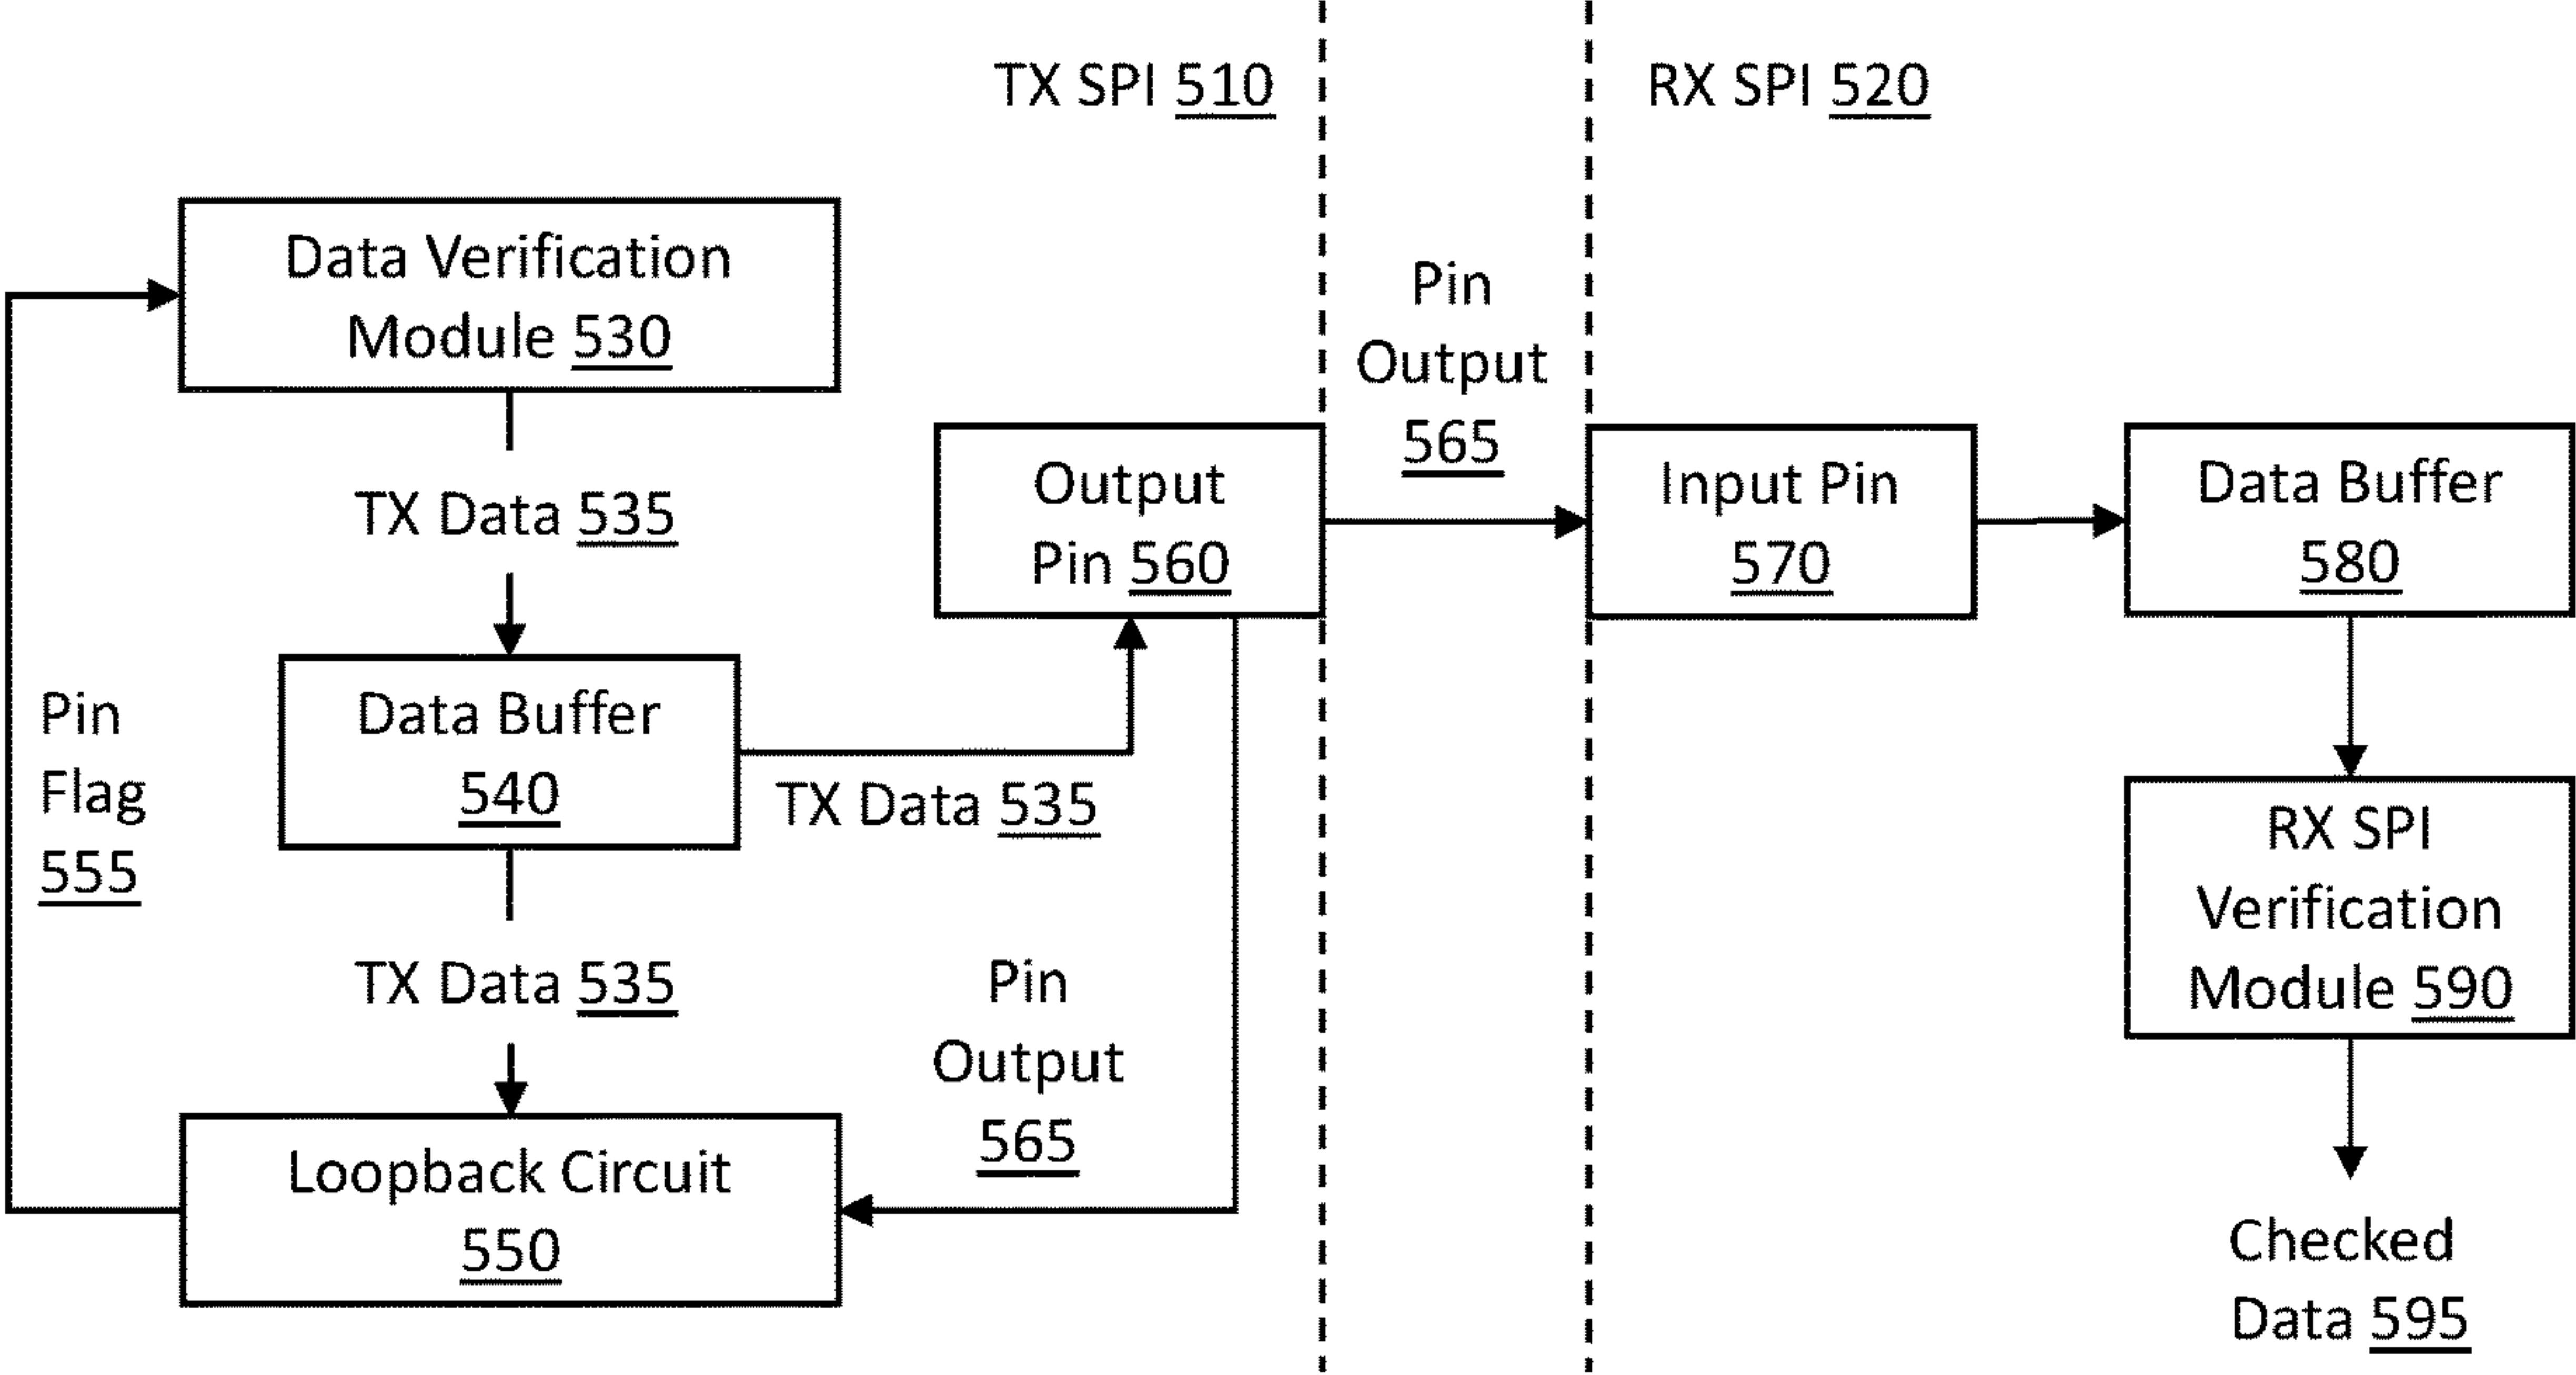 TX SPI 510
RX SPI 520
Data Verification
Module 530
TX Data 535
Data Buffer
540
TX Data 535
TX Data 535
Loopback Circuit
550
Pin
Flag
555
Output
Pin 560
Pin
Output
565
Pin
Output
565
Input Pin
570
Data Buffer
580
RX SPI
Verification
Module 590
Checked
Data 595